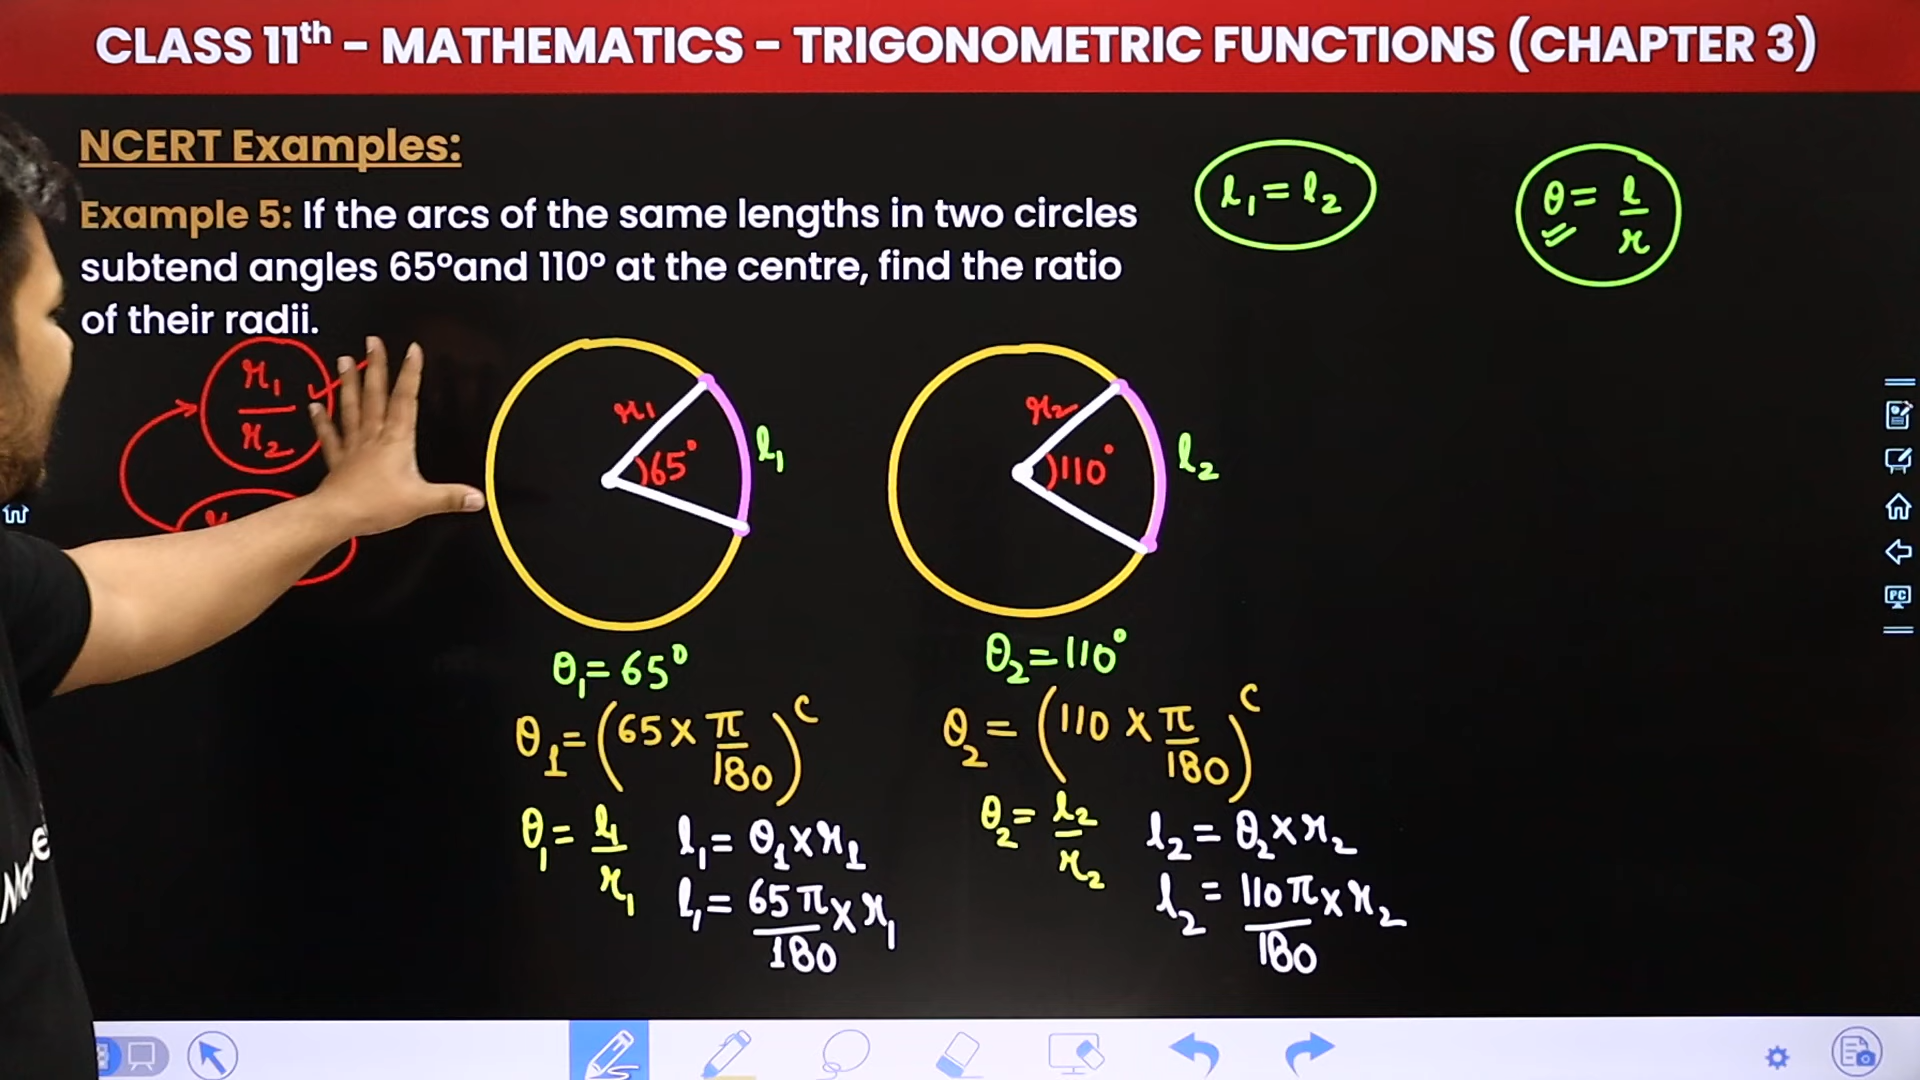 CLASS 11th - MATHEMATICS - TRIGONOMETRIC FUNCTIONS (CHAPTER 3)
NCERT Examples:
Example 5: If the arcs of the same lengths in two circles
subtend angles 65°and 110° at the centre, find the ratio
of their radii.
l₁ = l₂
θ = l/r
r₁/r₂
r₁
65°
l₁
r₂
110°
l₂
θ₁ = 65°
θ₂ = 110°
θ₁ = (65 × π/180)ᶜ
θ₂ = (110 × π/180)ᶜ
θ₁ = l₁/r₁
l₁ = θ₁ × r₁
θ₂ = l₂/r₂
l₂ = θ₂ × r₂
l₁ = 65π/180 × r₁
l₂ = 110π/180 × r₂
PC